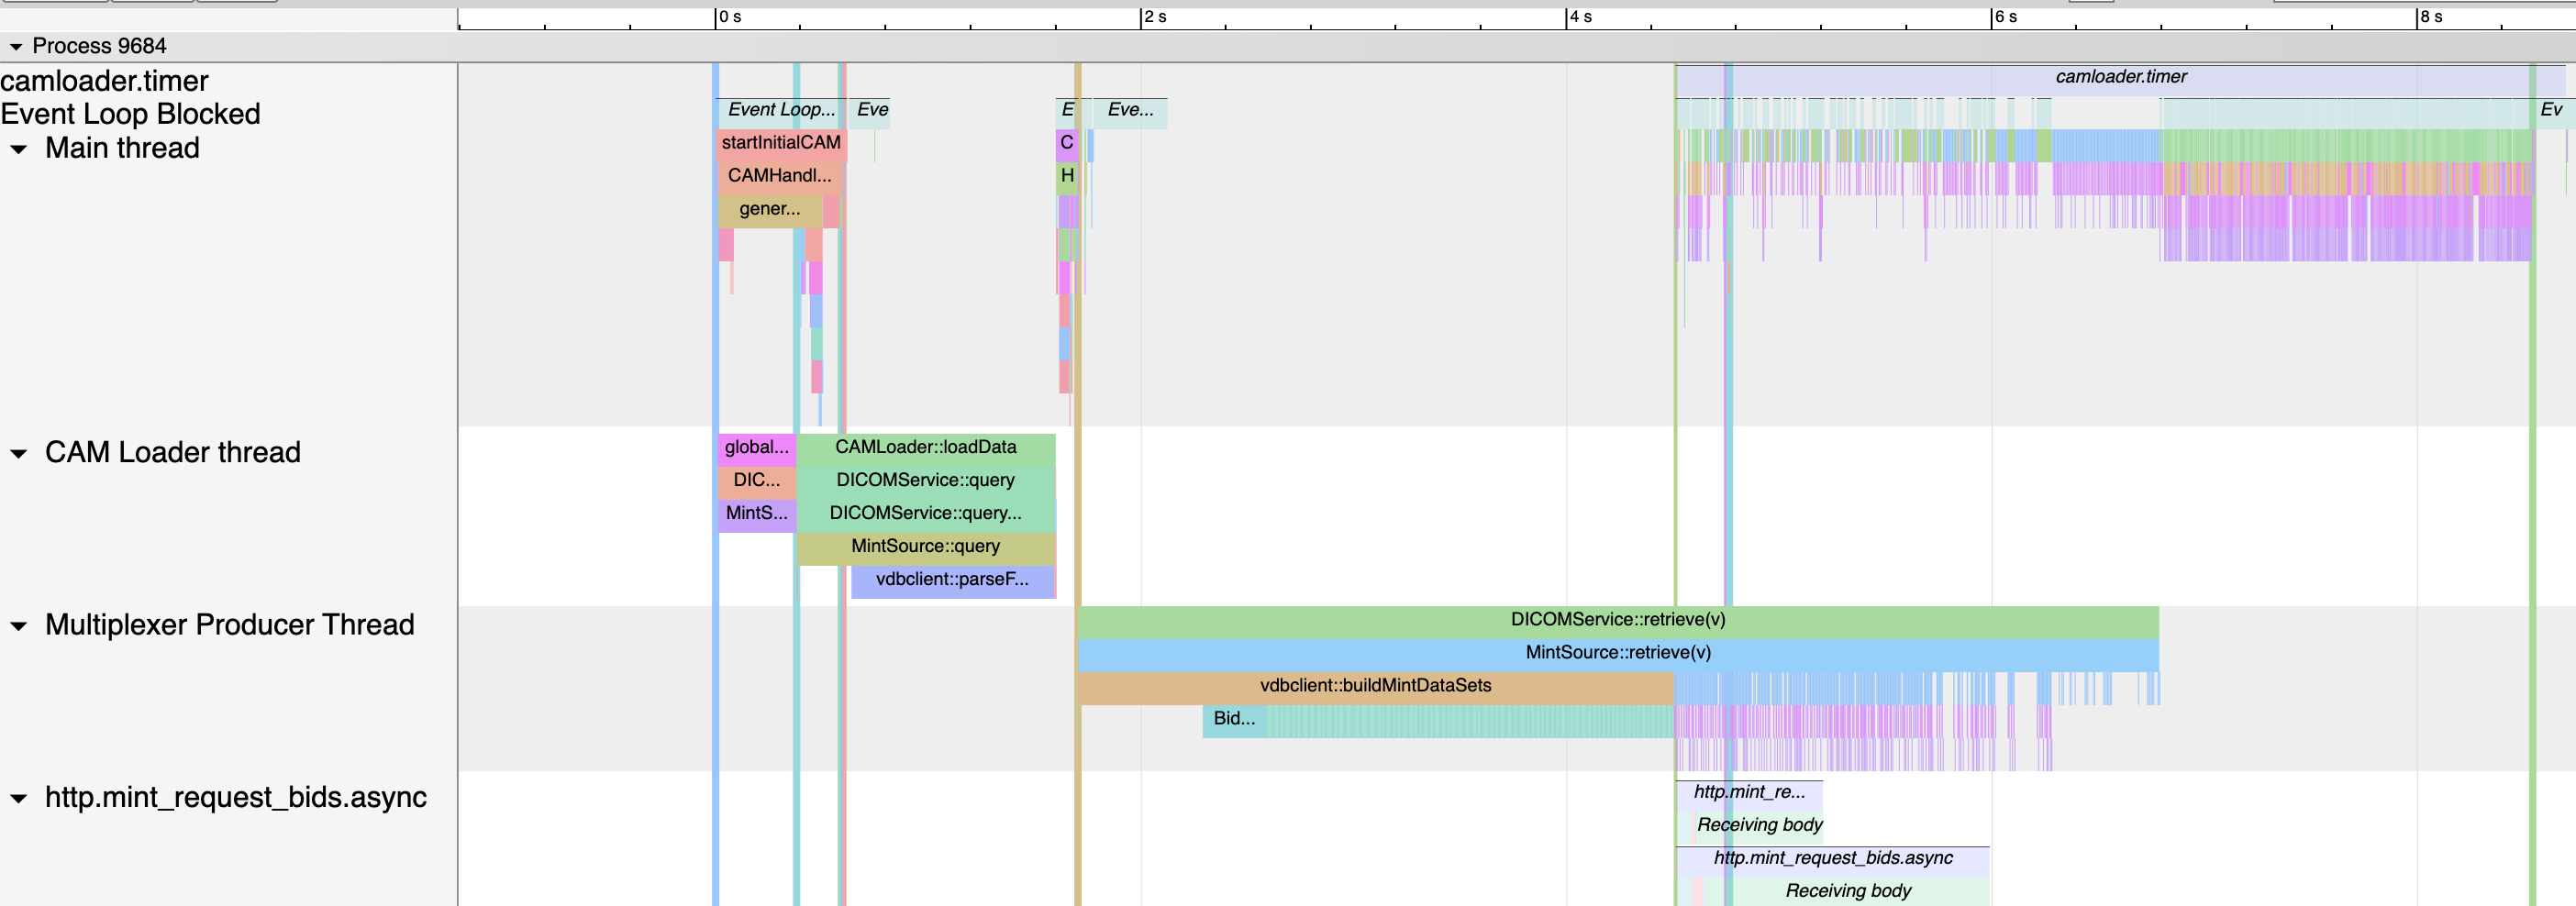 0 s 2 s 4 s 6 s 8 s
Process 9684
camloader.timer camloader.timer
Event Loop Blocked Event Loop... Eve E Eve... Ev
Main thread startInitialCAM C
CAMHandl... H
gener...
CAM Loader thread global... CAMLoader::loadData
DIC... DICOMService::query
MintS... DICOMService::query...
MintSource::query
vdbclient::parseF...
Multiplexer Producer Thread DICOMService::retrieve(v)
MintSource::retrieve(v)
vdbclient::buildMintDataSets
Bid...
http.mint_request_bids.async http.mint_re...
Receiving body
http.mint_request_bids.async
Receiving body